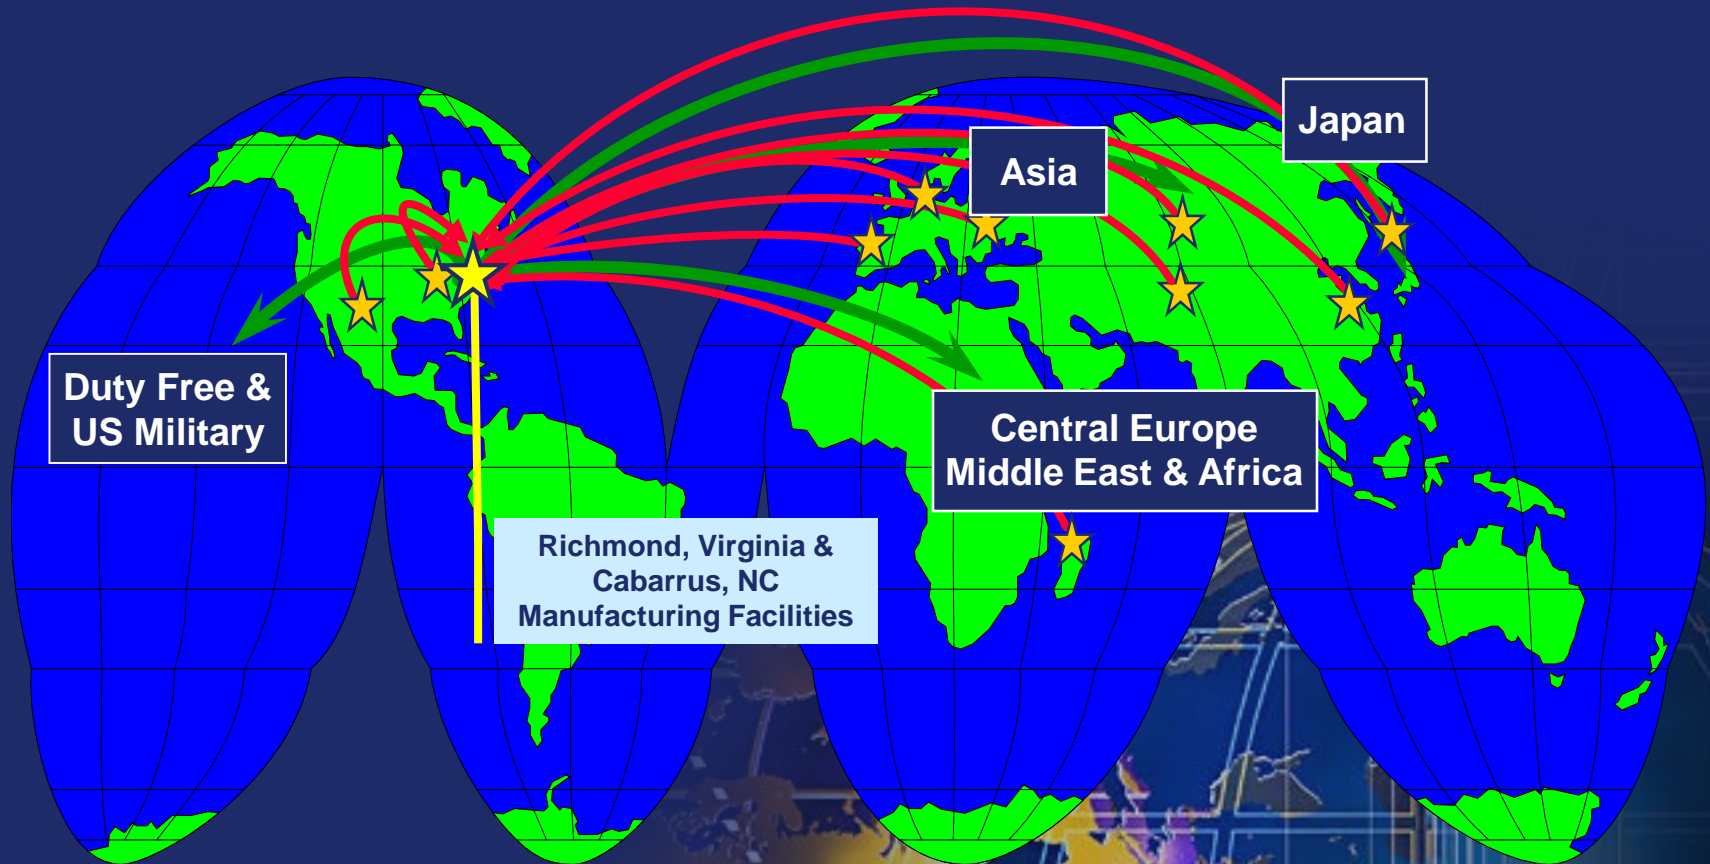 Japan
Asia
Duty Free &
US Military
Central Europe
Middle East & Africa
Richmond, Virginia &
Cabarrus, NC
Manufacturing Facilities